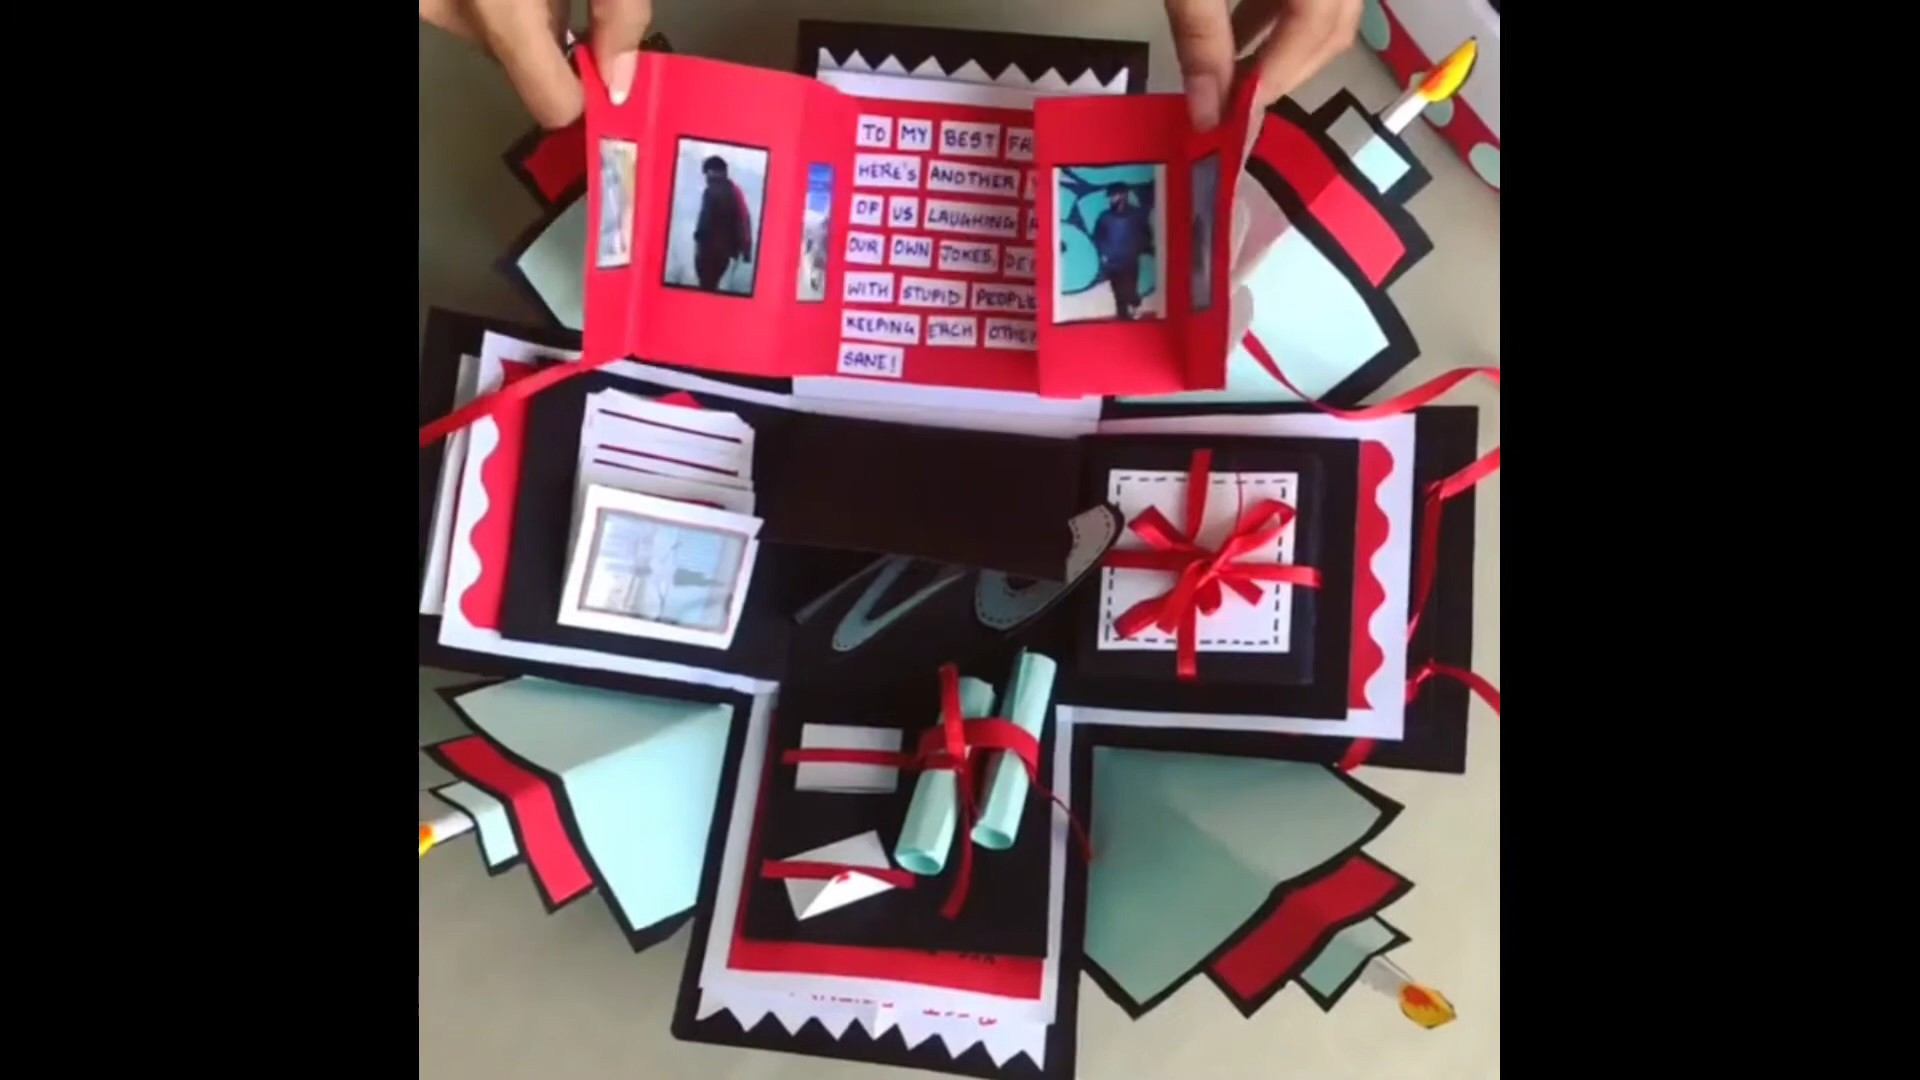 TO MY BEST
HERE'S ANOTHER
OF US LAUGHING
OUR OWN JOKES,
WITH STUPID PEOPLE
KEEPING EACH
SANE!